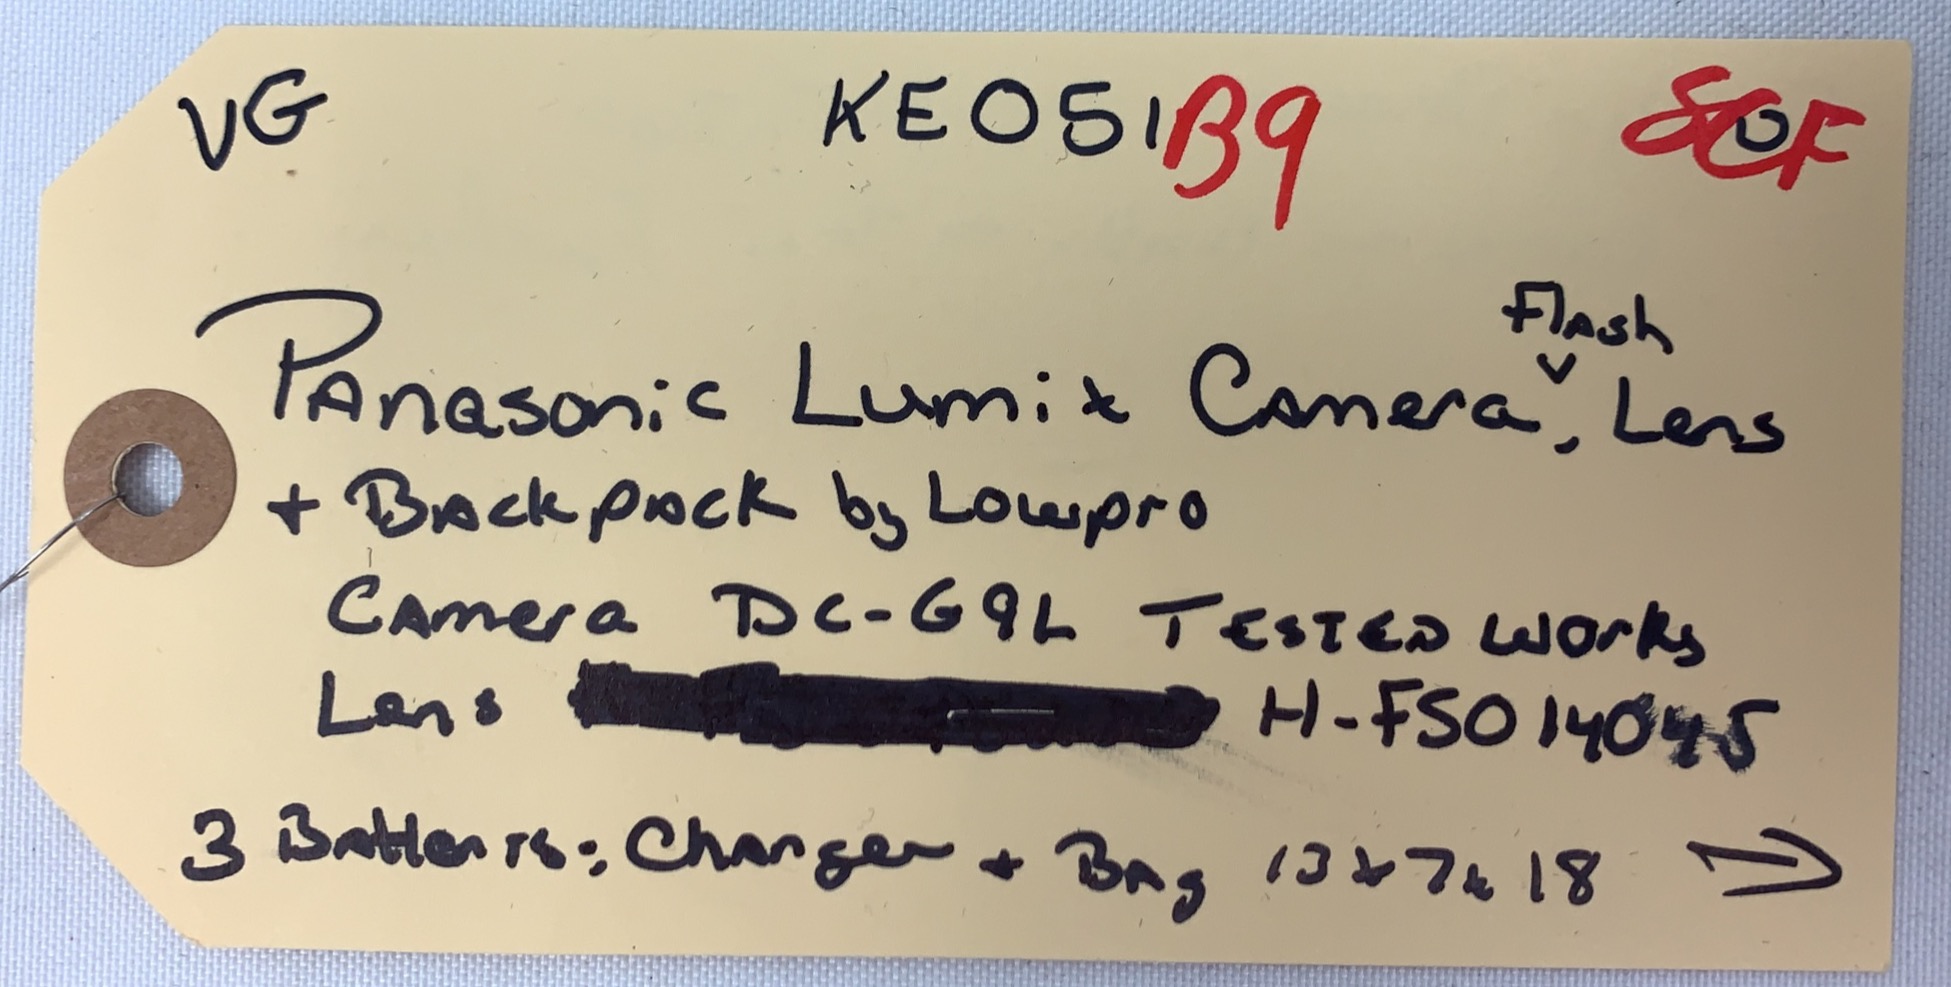 VG KE051B9 SCF
Flash
Panasonic Lumix Camera, Lens
+ Backpack by Lowpro
Camera DC-G9L TESTED Works
Lens H-FS014045
3 Batteris; Charger + Bag 13x7x18 →